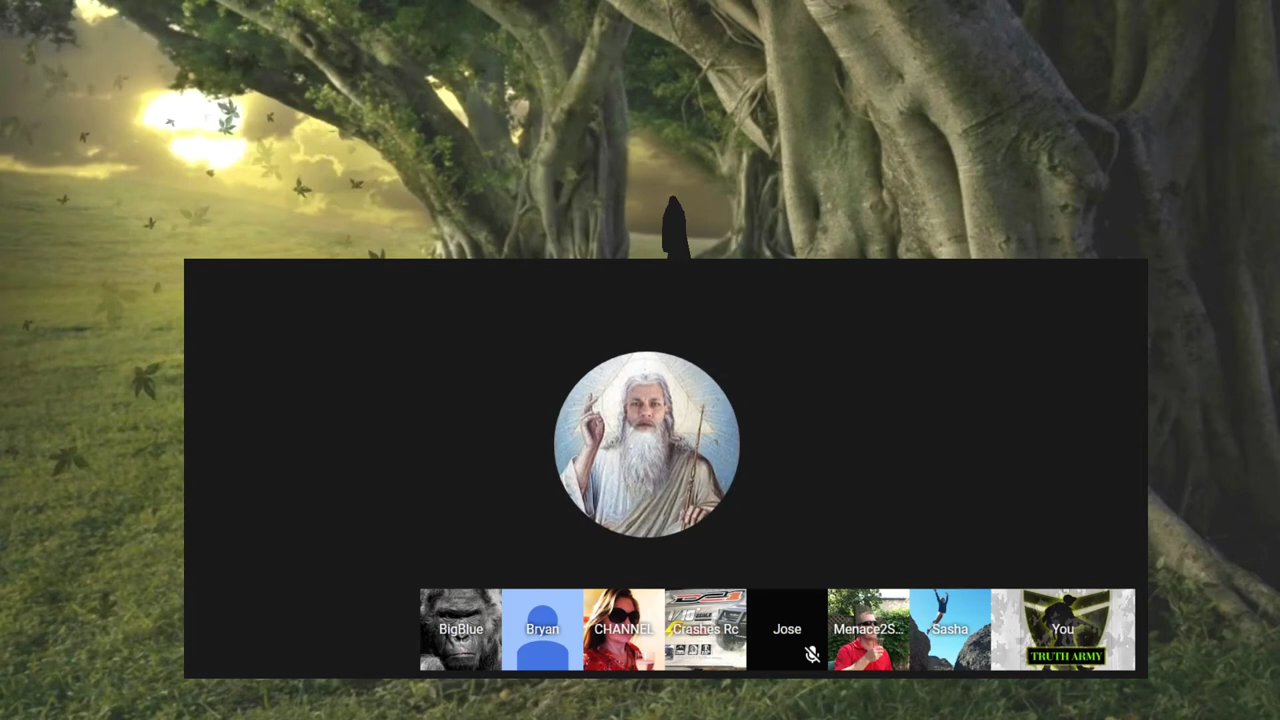 BigBlue
Bryan
CHANNEL
Crashes Rc
Jose
Menace2S...
Sasha
You
TRUTH ARMY